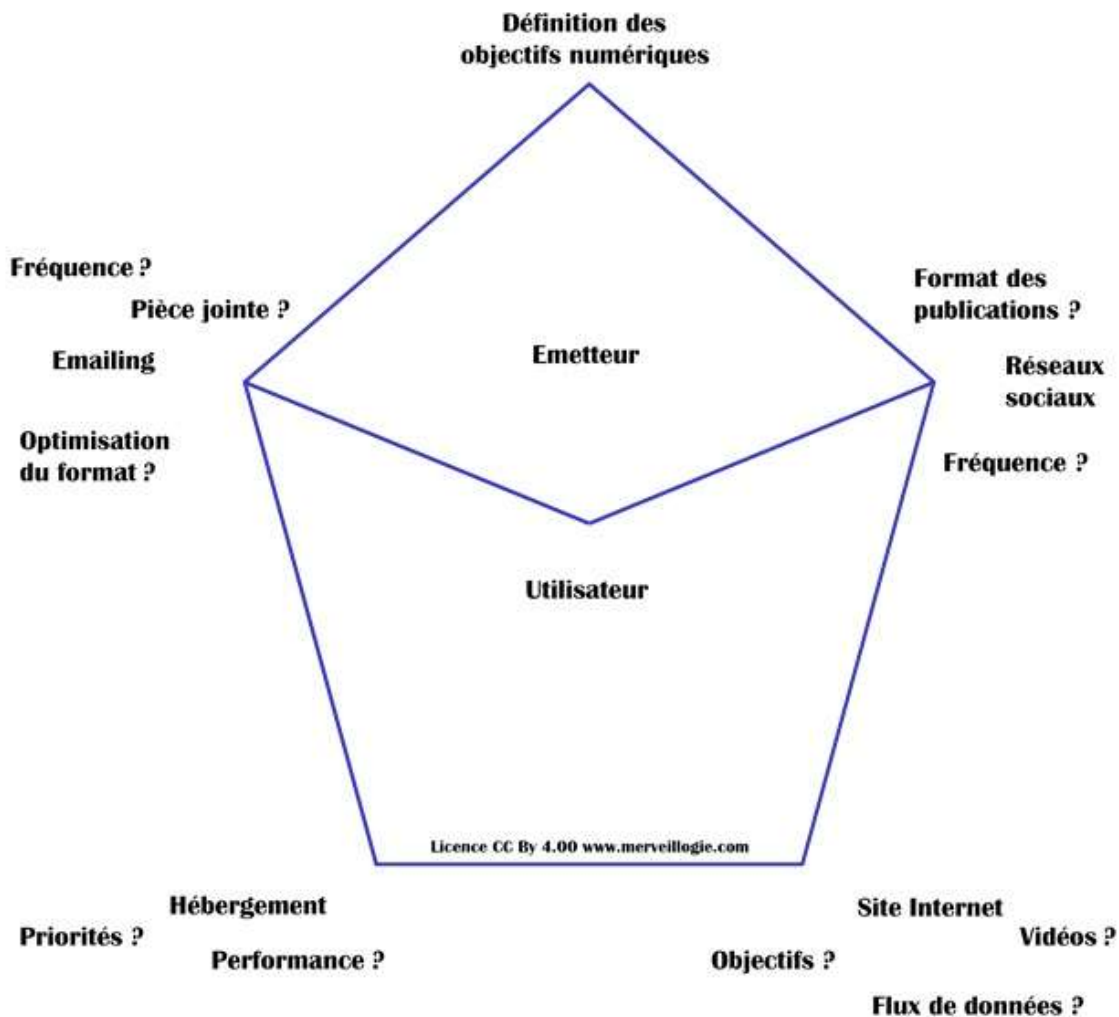 Définition des
objectifs numériques
Fréquence ?
Pièce jointe ?
Emailing
Optimisation
du format ?
Emetteur
Format des
publications ?
Réseaux
sociaux
Fréquence ?
Utilisateur
Licence CC By 4.00 www.merveillogie.com
Hébergement
Priorités ?
Performance ?
Site Internet
Vidéos ?
Objectifs ?
Flux de données ?